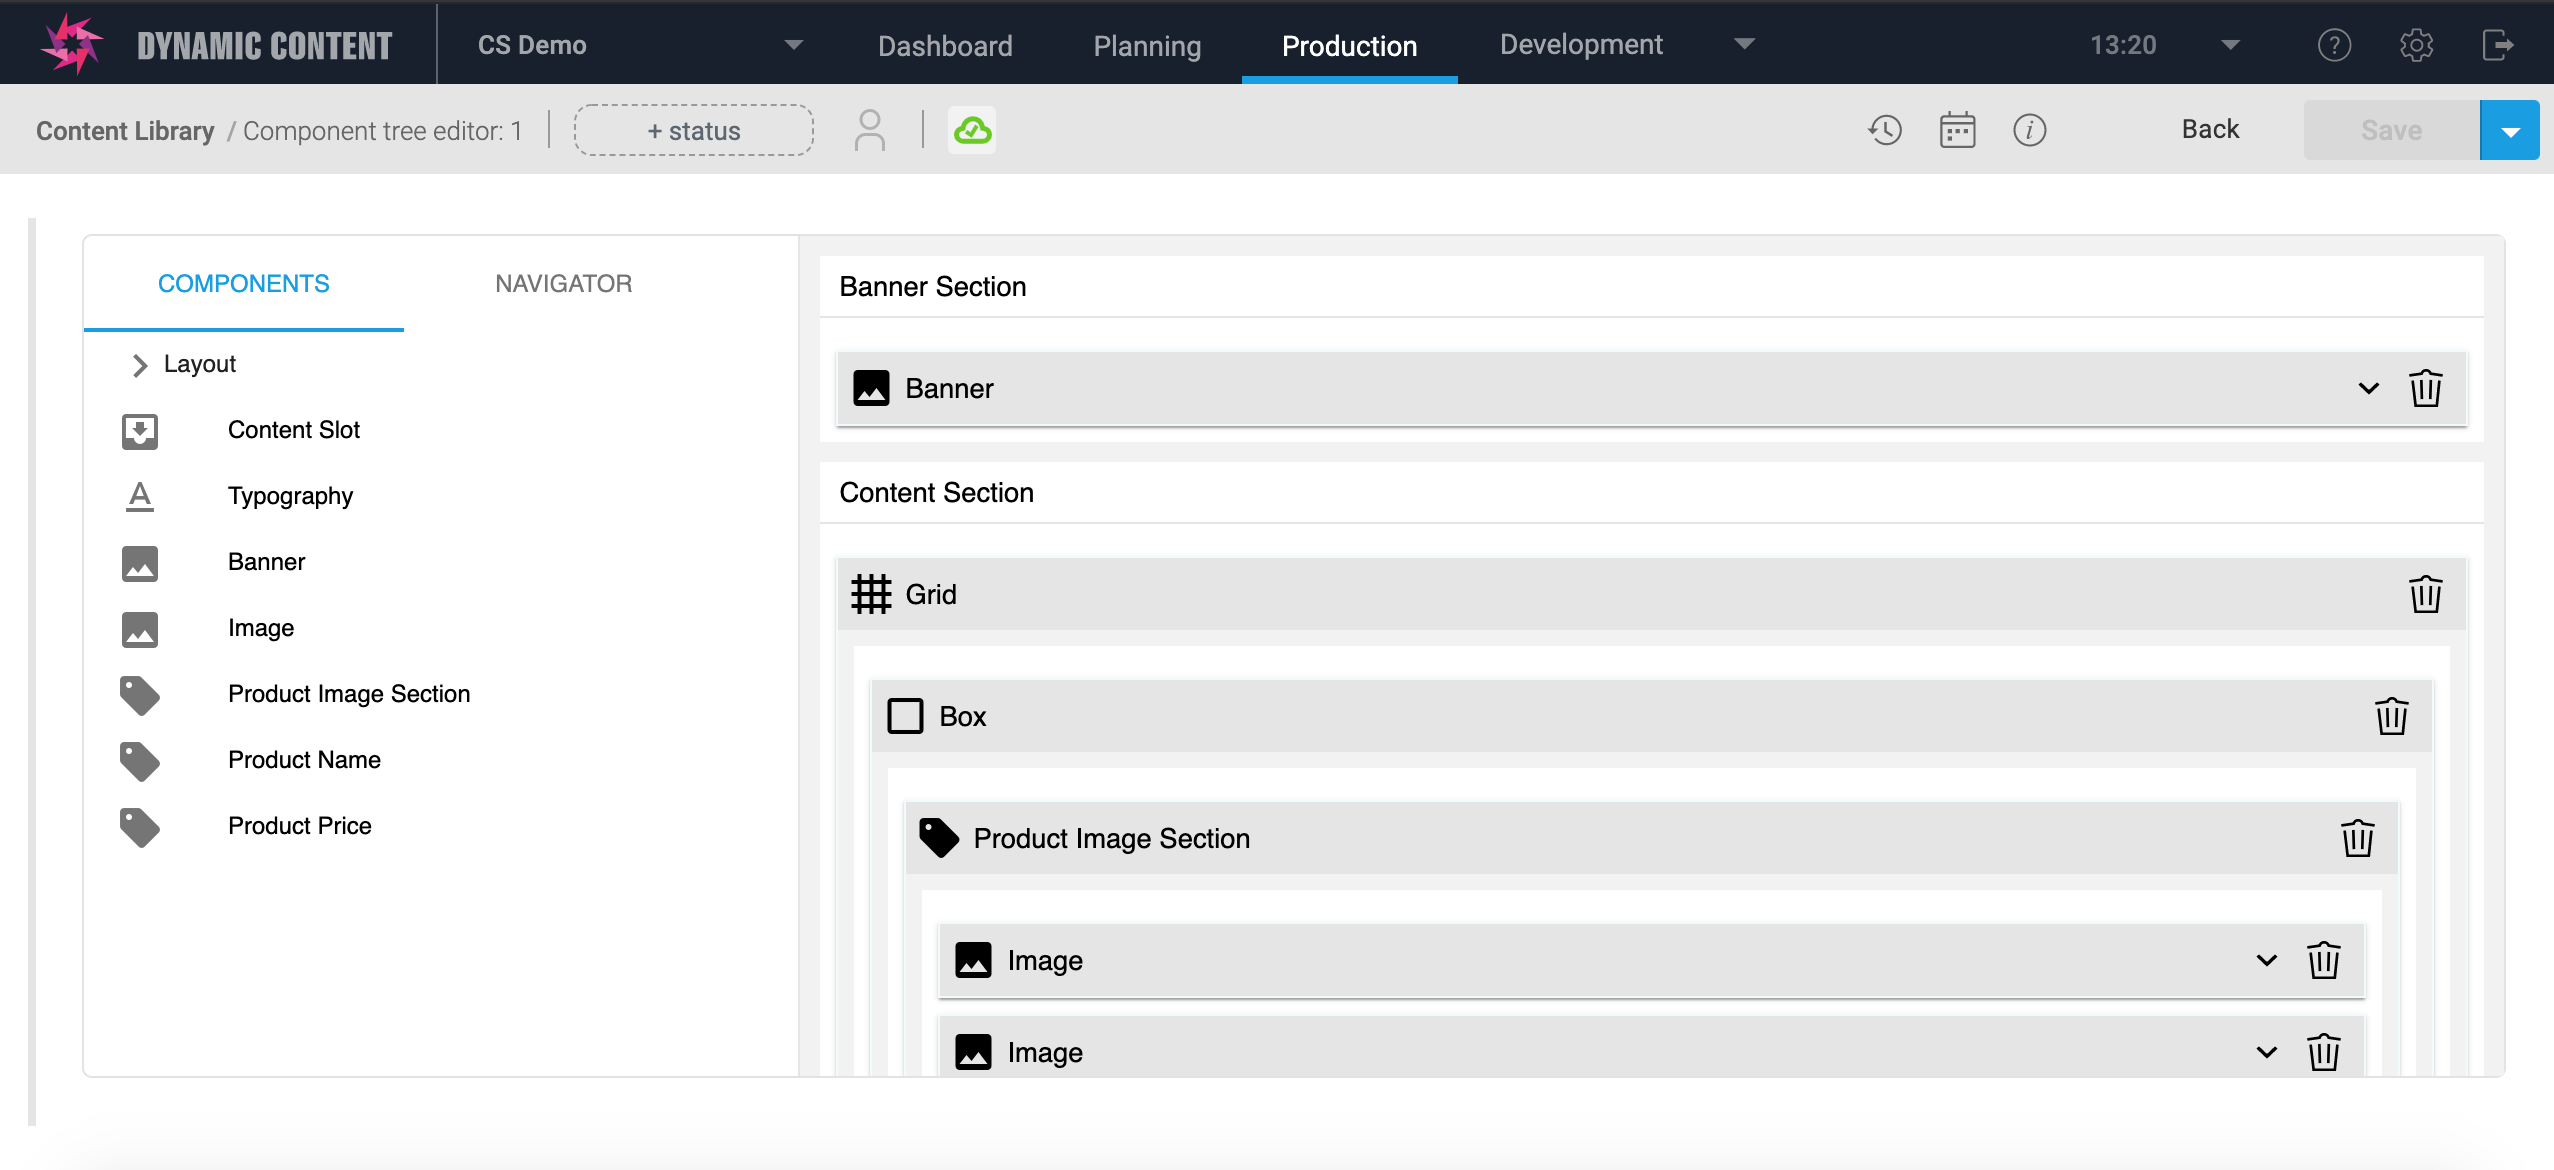 DYNAMIC CONTENT
CS Demo
Dashboard
Planning
Production
Development
13:20
?
Content Library / Component tree editor: 1
+ status
i
Back
Save
COMPONENTS
NAVIGATOR
Layout
Content Slot
Typography
Banner
Image
Product Image Section
Product Name
Product Price
Banner Section
Banner
Content Section
Grid
Box
Product Image Section
Image
Image